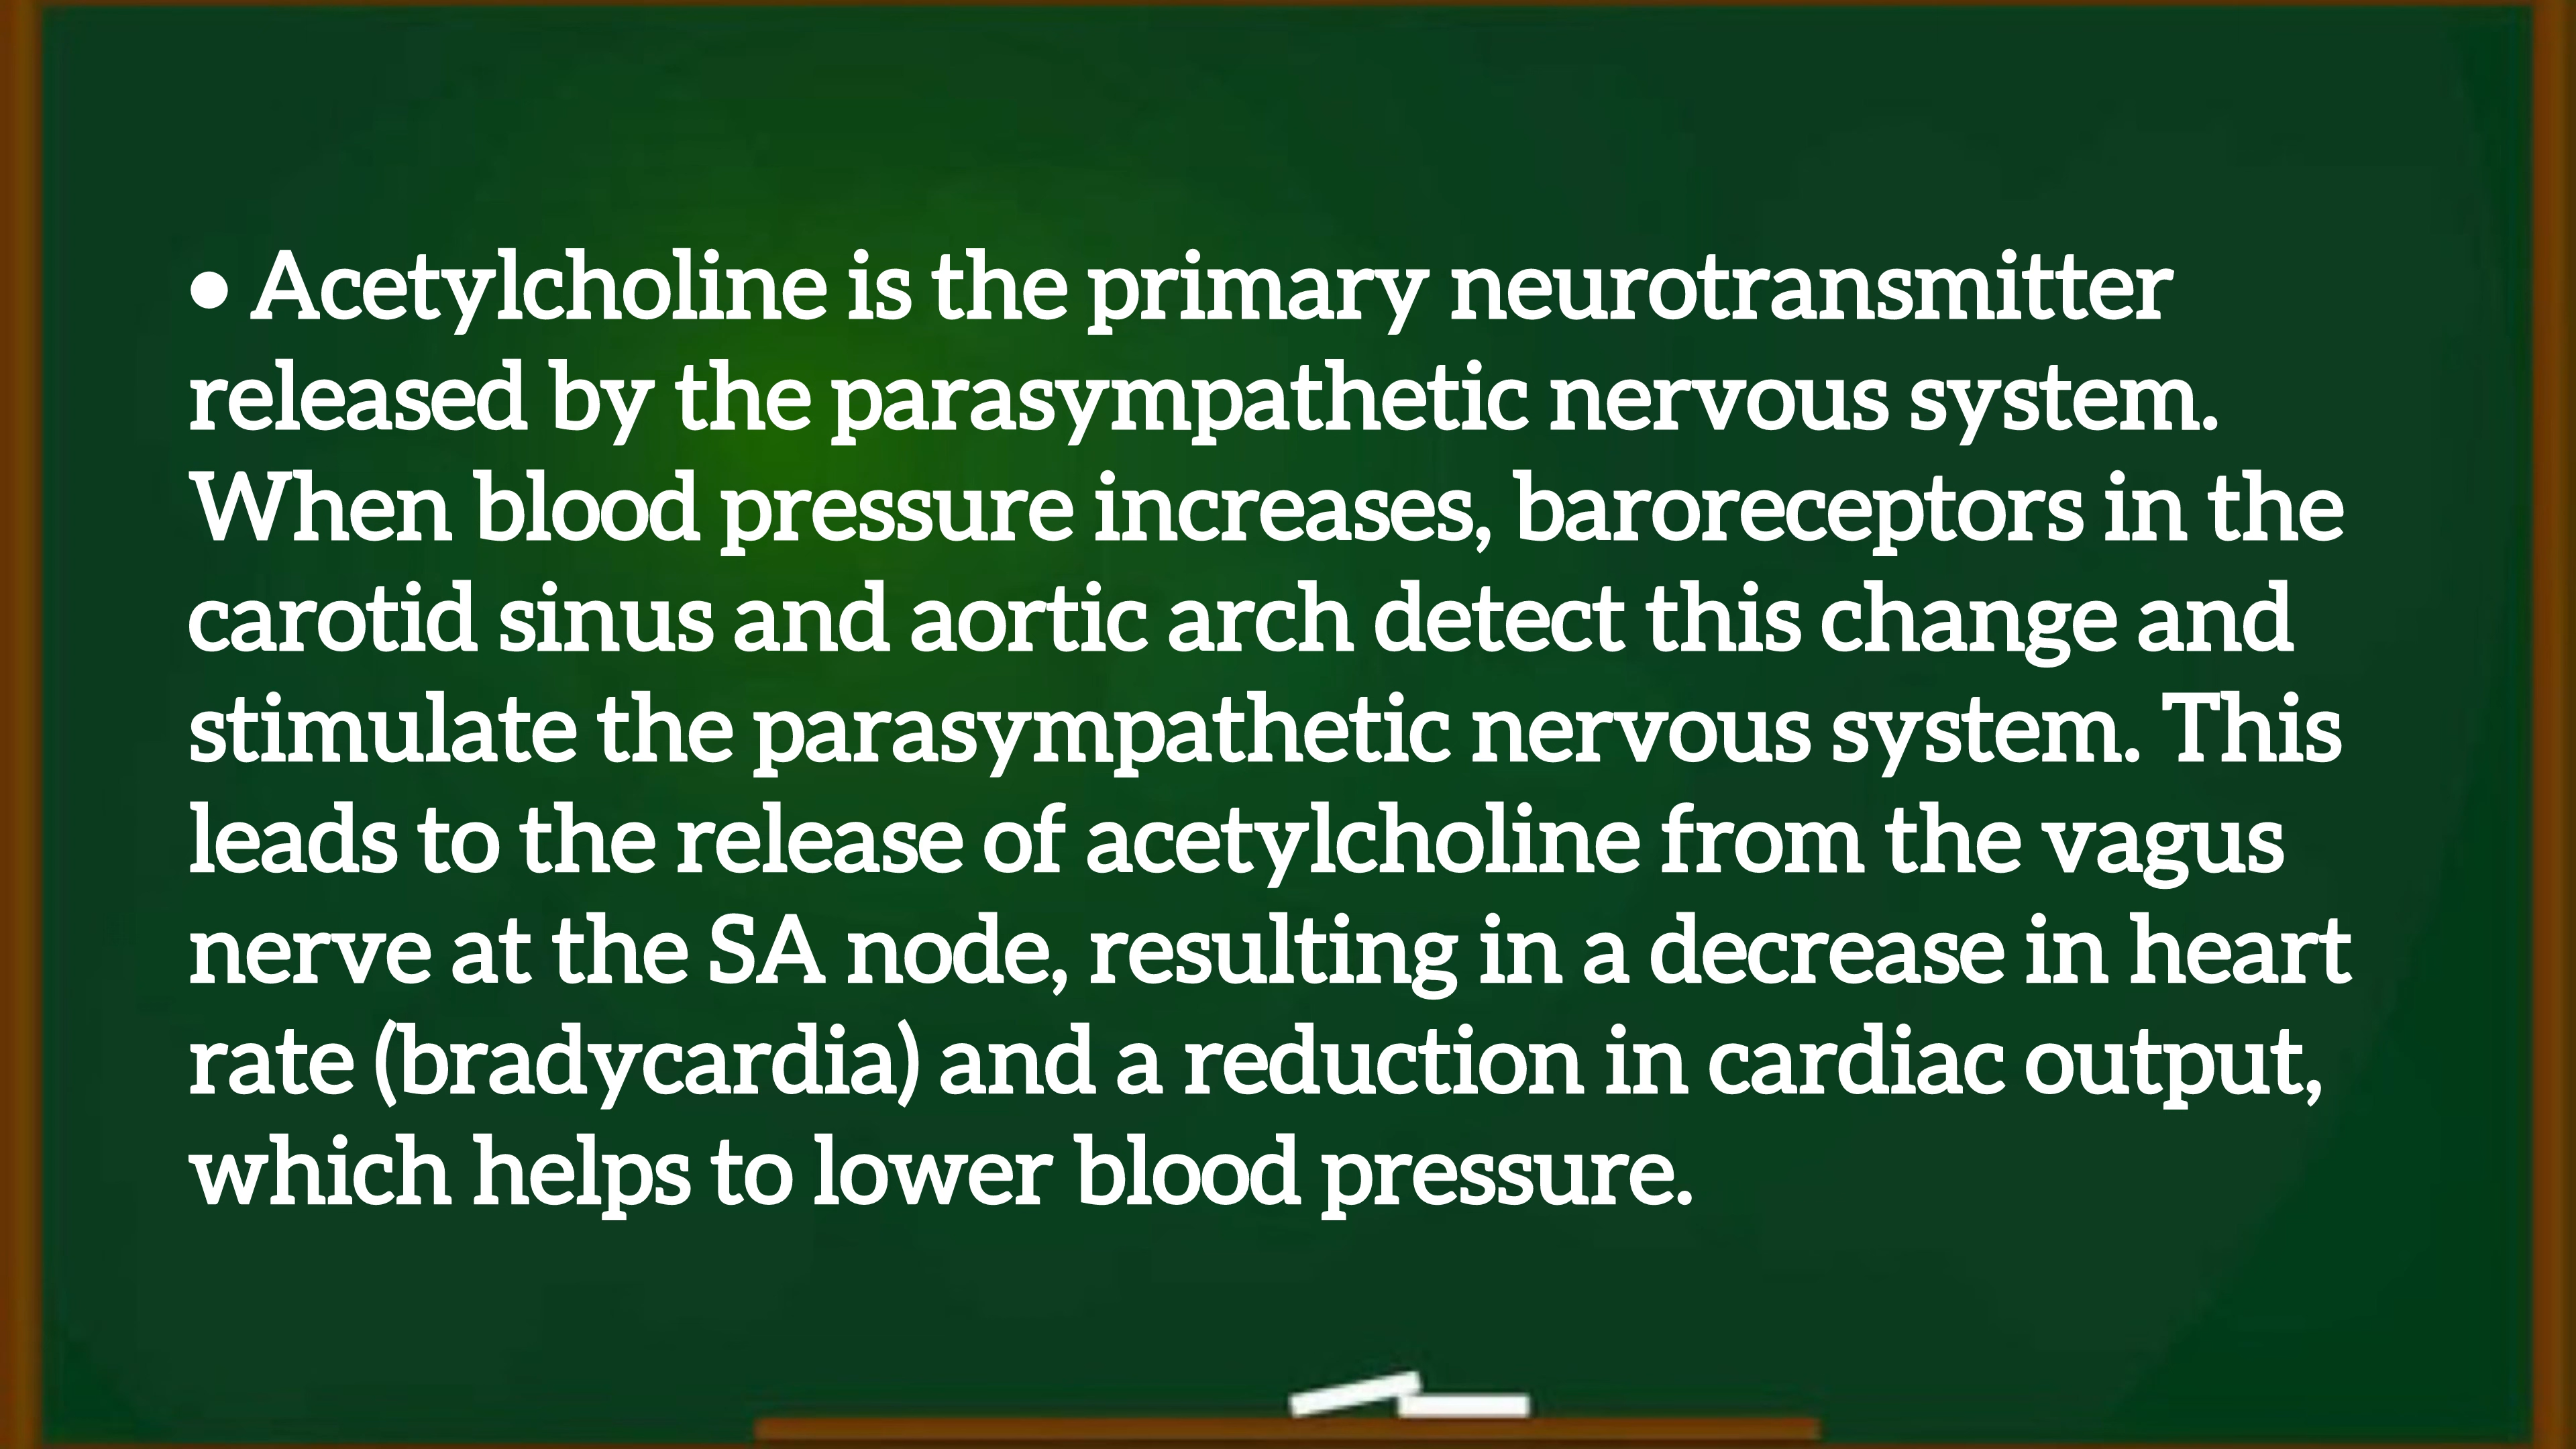 • Acetylcholine is the primary neurotransmitter
released by the parasympathetic nervous system.
When blood pressure increases, baroreceptors in the
carotid sinus and aortic arch detect this change and
stimulate the parasympathetic nervous system. This
leads to the release of acetylcholine from the vagus
nerve at the SA node, resulting in a decrease in heart
rate (bradycardia) and a reduction in cardiac output,
which helps to lower blood pressure.